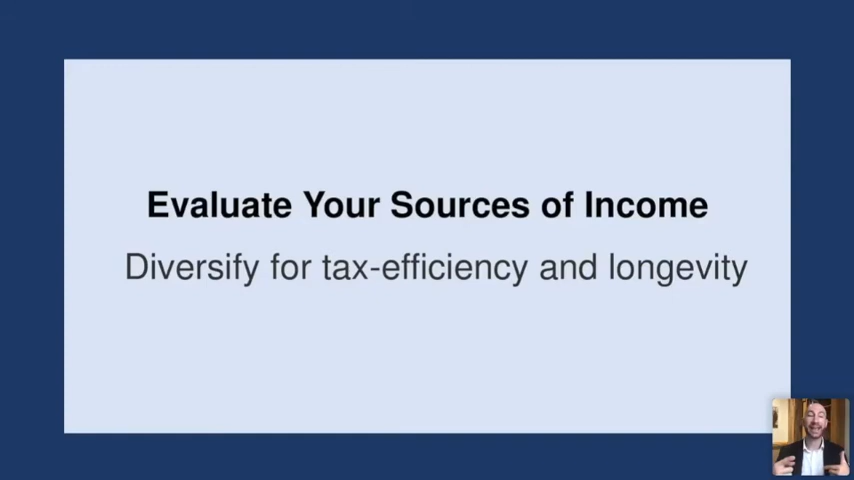 Evaluate Your Sources of Income
Diversify for tax-efficiency and longevity